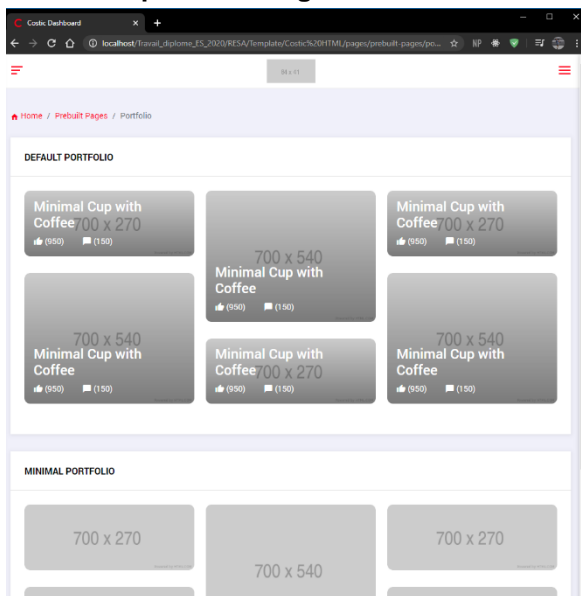 Costic Dashboard
localhost/Travail_diplome_ES_2020/RESA/Template/Costic%20HTML/pages/prebuilt-pages/po...
NP
Home / Prebuilt Pages / Portfolio
DEFAULT PORTFOLIO
Minimal Cup with
Coffee
700 x 270
(950) (150)
700 x 540
Minimal Cup with
Coffee
(950) (150)
Minimal Cup with
Coffee
700 x 270
(950) (150)
700 x 540
Minimal Cup with
Coffee
(950) (150)
Minimal Cup with
Coffee
700 x 270
(950) (150)
700 x 540
Minimal Cup with
Coffee
(950) (150)
MINIMAL PORTFOLIO
700 x 270
700 x 540
700 x 270